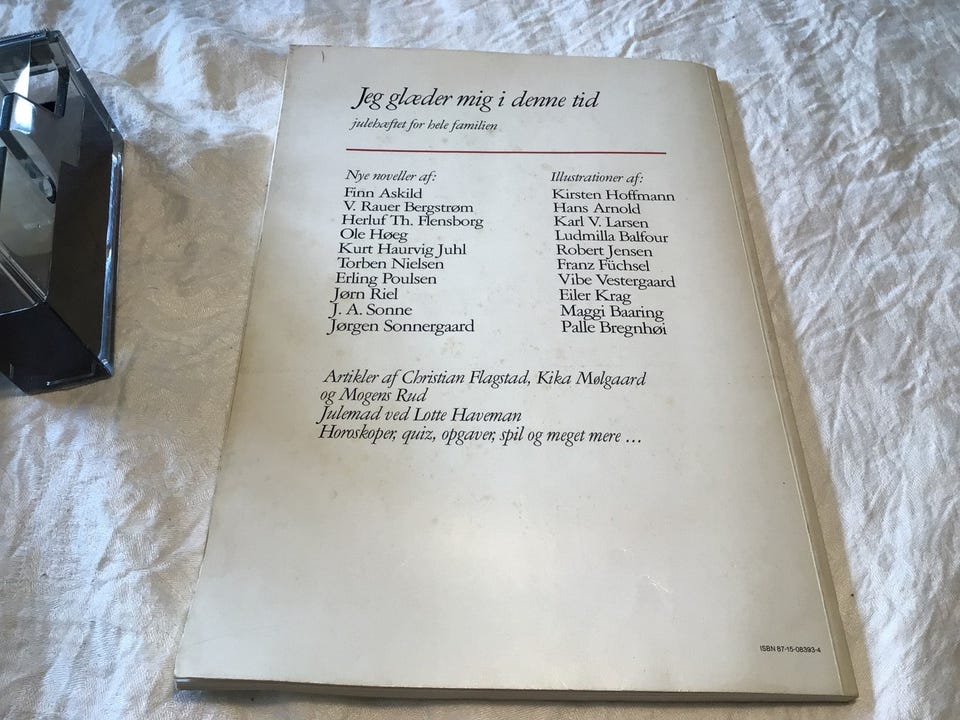 Jeg glæder mig i denne tid
julehæftet for hele familien
Nye noveller af:
Finn Askild
V. Rauer Bergstrøm
Herluf Th. Flensborg
Ole Høeg
Kurt Haurvig Juhl
Torben Nielsen
Erling Poulsen
Jørn Riel
J. A. Sonne
Jørgen Sonnergaard
Illustrationer af:
Kirsten Hoffmann
Hans Arnold
Karl V. Larsen
Ludmilla Balfour
Robert Jensen
Franz Füchsel
Vibe Vestergaard
Eiler Krag
Maggi Baaring
Palle Bregnhøi
Artikler af Christian Flagstad, Kika Mølgaard
og Mogens Rud
Julemad ved Lotte Haveman
Horoskoper, quiz, opgaver, spil og meget mere ...
ISBN 87-15-08393-4